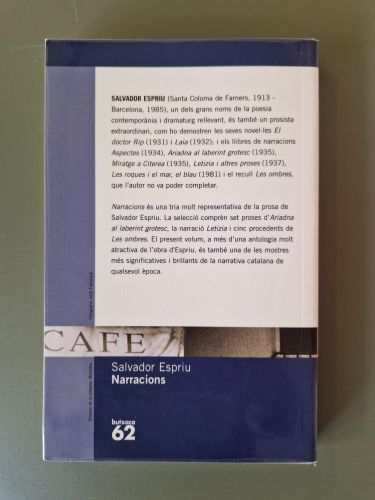 SALVADOR ESPRIU (Santa Coloma de Farners, 1913 -
Barcelona, 1985), un dels grans noms de la poesia
contemporània i dramaturg rellevant, és també un prosista
extraordinari, com ho demostren les seves novel·les El
doctor Rip (1931) i Laia (1932); i els llibres de narracions
Aspectes (1934), Ariadna al laberint grotesc (1935),
Miratge a Citerea (1935), Letizia i altres proses (1937),
Les roques i el mar, el blau (1981) i el recull Les ombres,
que l'autor no va poder completar.
Narracions és una tria molt representativa de la prosa de
Salvador Espriu. La selecció comprèn set proses d'Ariadna
al laberint grotesc, la narració Letizia i cinc procedents de
Les ombres. El present volum, a més d'una antologia molt
atractiva de l'obra d'Espriu, és també una de les mostres
més significatives i brillants de la narrativa catalana de
qualsevol època.
CAFE
Salvador Espriu
Narracions
butxaca
62